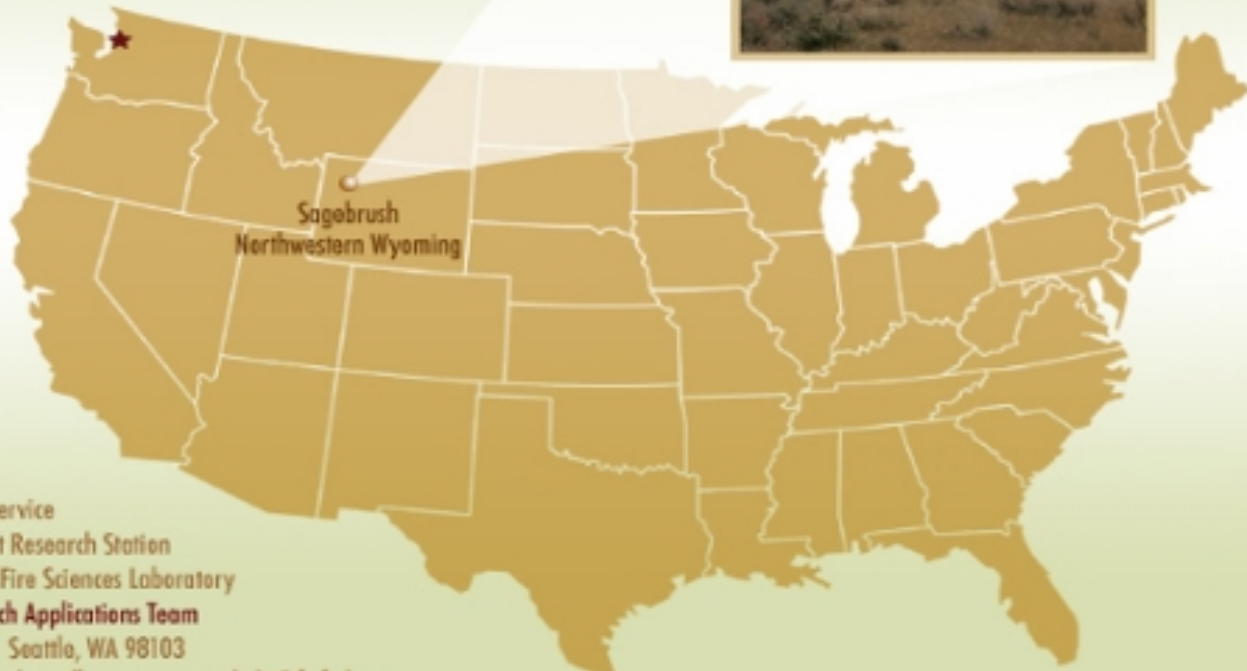 Sagebrush
Northwestern Wyoming
ervice
t Research Station
Fire Sciences Laboratory
ch Applications Team
Seattle, WA 98103